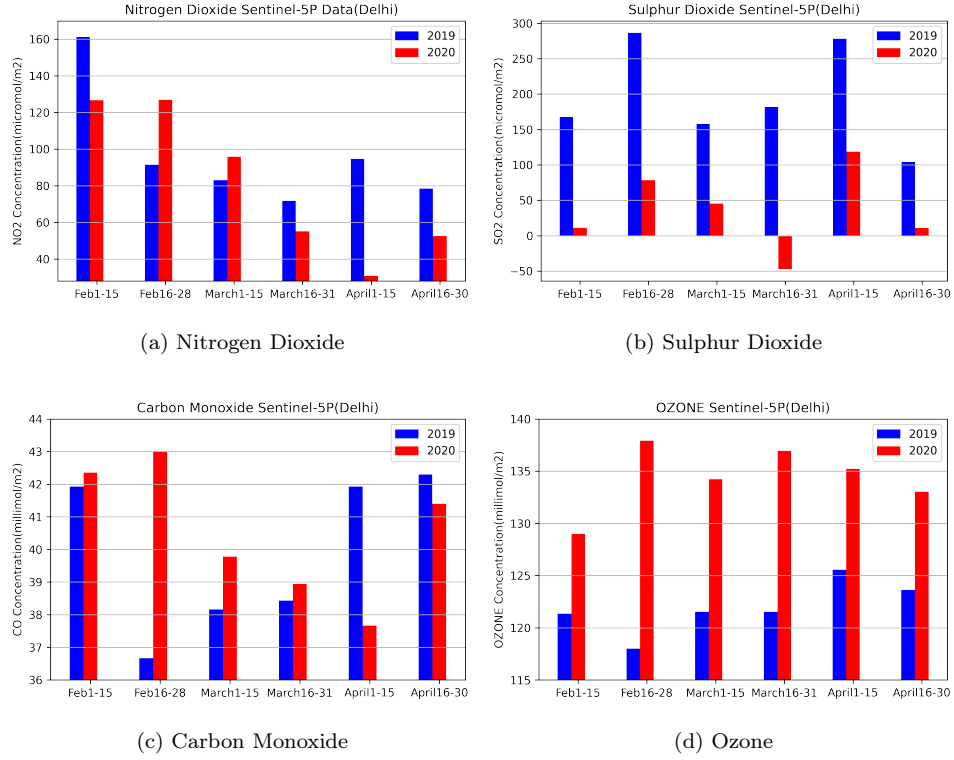 Nitrogen Dioxide Sentinel-5P Data(Delhi)
NO2 Concentration(micromol/m2)
160
140
120
100
80
60
40
2019
2020
Feb1-15 Feb16-28 March1-15 March16-31 April1-15 April16-30
(a) Nitrogen Dioxide
Sulphur Dioxide Sentinel-5P(Delhi)
SO2 Concentration(micromol/m2)
300
250
200
150
100
50
0
−50
2019
2020
Feb1-15 Feb16-28 March1-15 March16-31 April1-15 April16-30
(b) Sulphur Dioxide
Carbon Monoxide Sentinel-5P(Delhi)
CO Concentration(millimol/m2)
44
43
42
41
40
39
38
37
36
2019
2020
Feb1-15 Feb16-28 March1-15 March16-31 April1-15 April16-30
(c) Carbon Monoxide
OZONE Sentinel-5P(Delhi)
OZONE Concentration(millimol/m2)
140
135
130
125
120
115
2019
2020
Feb1-15 Feb16-28 March1-15 March16-31 April1-15 April16-30
(d) Ozone